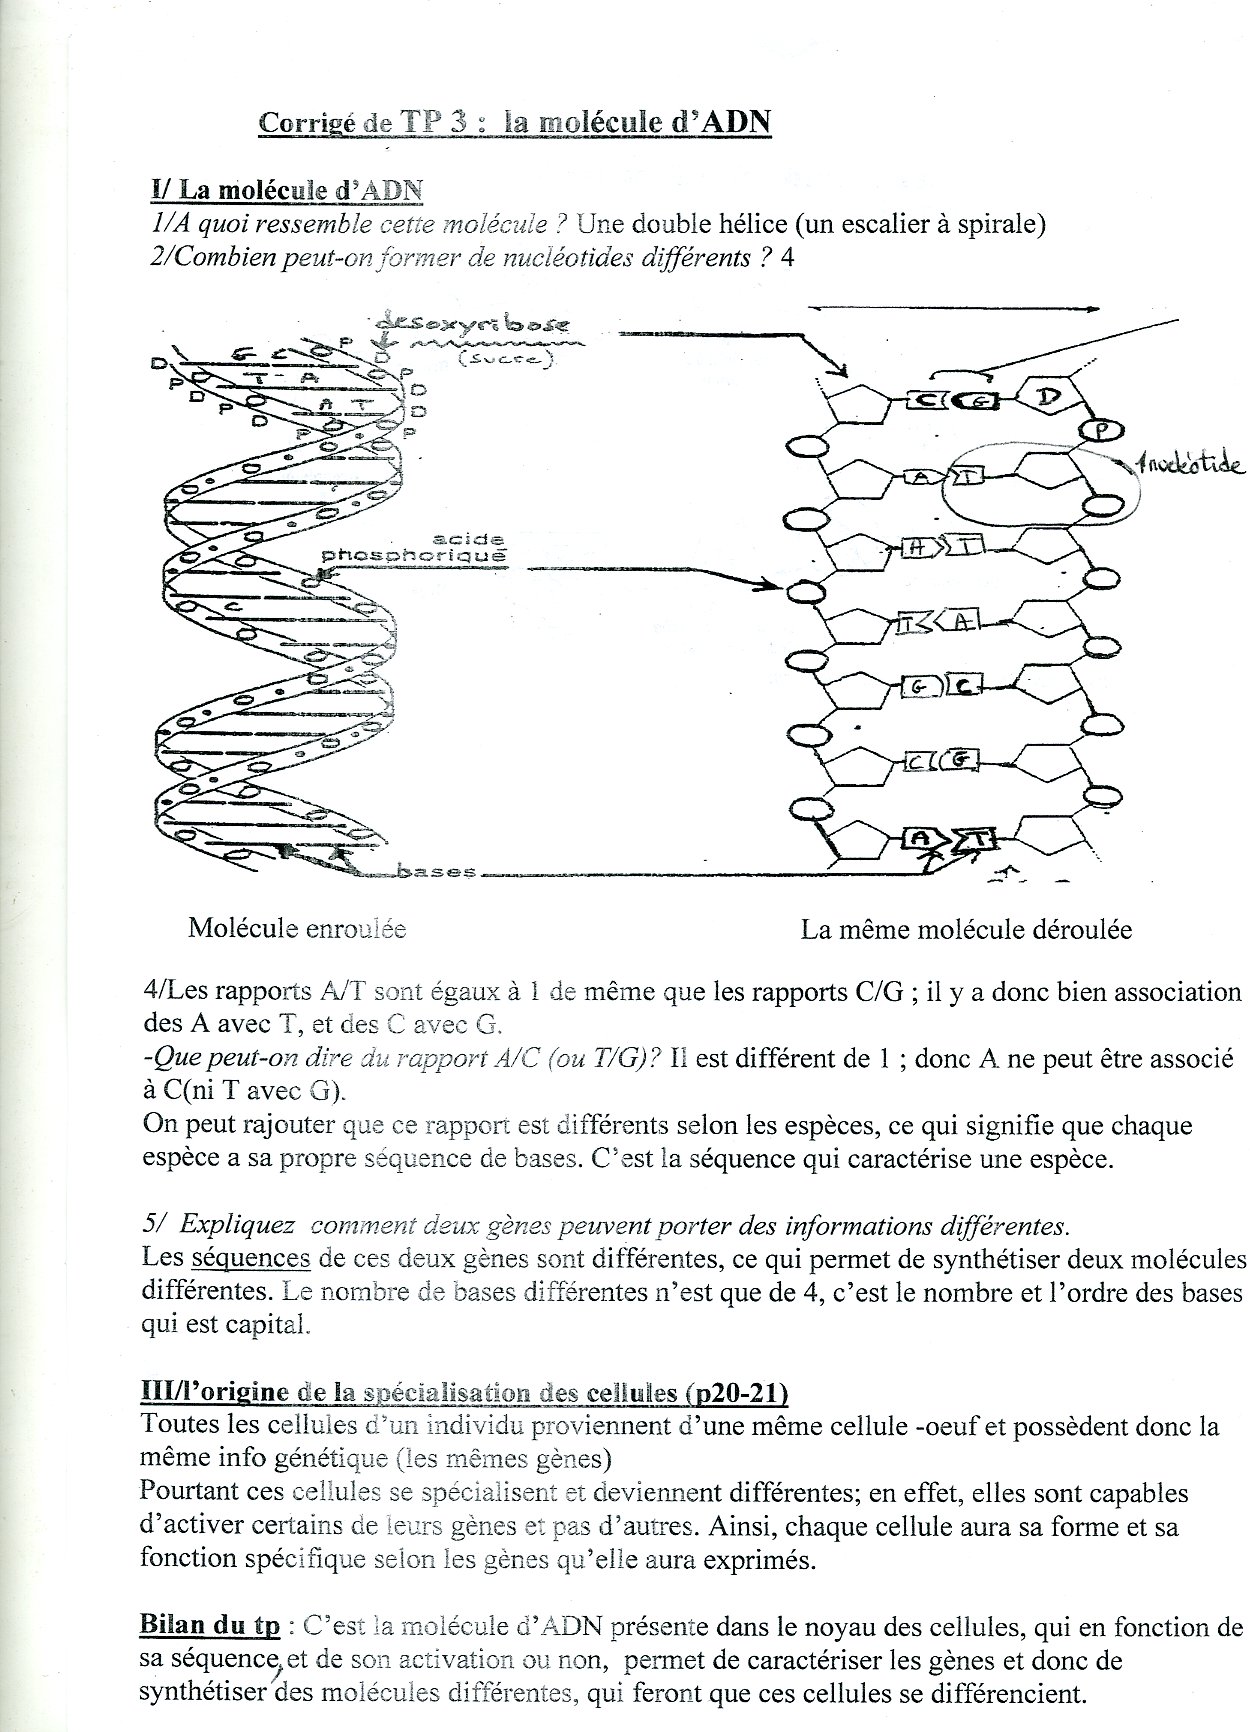 Corrigé de TP 3 : la molécule d'ADN
I/ La molécule d'ADN
1/A quoi ressemble cette molécule ? Une double hélice (un escalier à spirale)
2/Combien peut-on former de nucléotides différents ? 4
desoxyribose
(sucre)
D P D P D P
G C
T - A
A T
P D P D D P
C
acide
phosphorique
bases
C G D
P
A T
1 nucléotide
A T
T A
G C
C G
A T
Molécule enroulée
La même molécule déroulée
4/Les rapports A/T sont égaux à 1 de même que les rapports C/G ; il y a donc bien association
des A avec T, et des C avec G.
-Que peut-on dire du rapport A/C (ou T/G)? Il est différent de 1 ; donc A ne peut être associé
à C(ni T avec G).
On peut rajouter que ce rapport est différents selon les espèces, ce qui signifie que chaque
espèce a sa propre séquence de bases. C'est la séquence qui caractérise une espèce.
5/ Expliquez comment deux gènes peuvent porter des informations différentes.
Les séquences de ces deux gènes sont différentes, ce qui permet de synthétiser deux molécules
différentes. Le nombre de bases différentes n'est que de 4, c'est le nombre et l'ordre des bases
qui est capital.
III/l'origine de la spécialisation des cellules (p20-21)
Toutes les cellules d'un individu proviennent d'une même cellule -oeuf et possèdent donc la
même info génétique (les mêmes gènes)
Pourtant ces cellules se spécialisent et deviennent différentes; en effet, elles sont capables
d'activer certains de leurs gènes et pas d'autres. Ainsi, chaque cellule aura sa forme et sa
fonction spécifique selon les gènes qu'elle aura exprimés.
Bilan du tp : C'est la molécule d'ADN présente dans le noyau des cellules, qui en fonction de
sa séquence, et de son activation ou non, permet de caractériser les gènes et donc de
synthétiser des molécules différentes, qui feront que ces cellules se différencient.